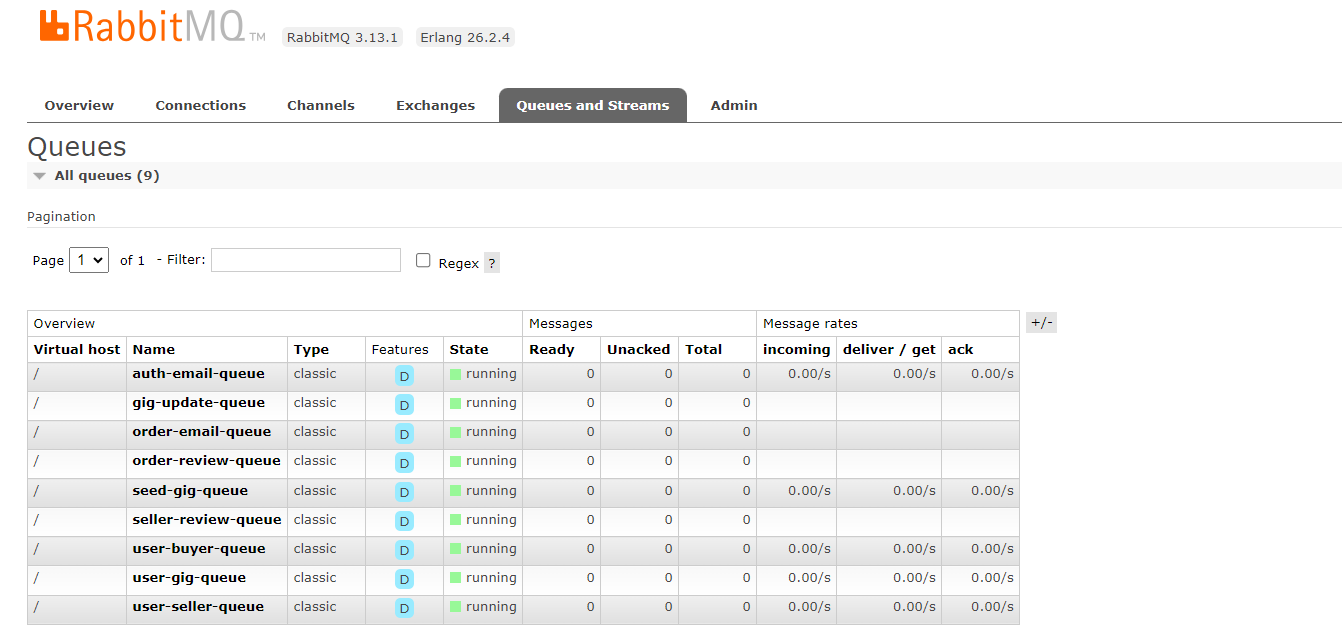 RabbitMQ TM RabbitMQ 3.13.1 Erlang 26.2.4
Overview Connections Channels Exchanges Queues and Streams Admin
Queues
All queues (9)
Pagination
Page 1 of 1 - Filter: Regex ?
Overview Messages Message rates +/-
Virtual host Name Type Features State Ready Unacked Total incoming deliver / get ack
/ auth-email-queue classic D running 0 0 0 0.00/s 0.00/s 0.00/s
/ gig-update-queue classic D running 0 0 0
/ order-email-queue classic D running 0 0 0
/ order-review-queue classic D running 0 0 0
/ seed-gig-queue classic D running 0 0 0 0.00/s 0.00/s 0.00/s
/ seller-review-queue classic D running 0 0 0
/ user-buyer-queue classic D running 0 0 0 0.00/s 0.00/s 0.00/s
/ user-gig-queue classic D running 0 0 0 0.00/s 0.00/s 0.00/s
/ user-seller-queue classic D running 0 0 0 0.00/s 0.00/s 0.00/s